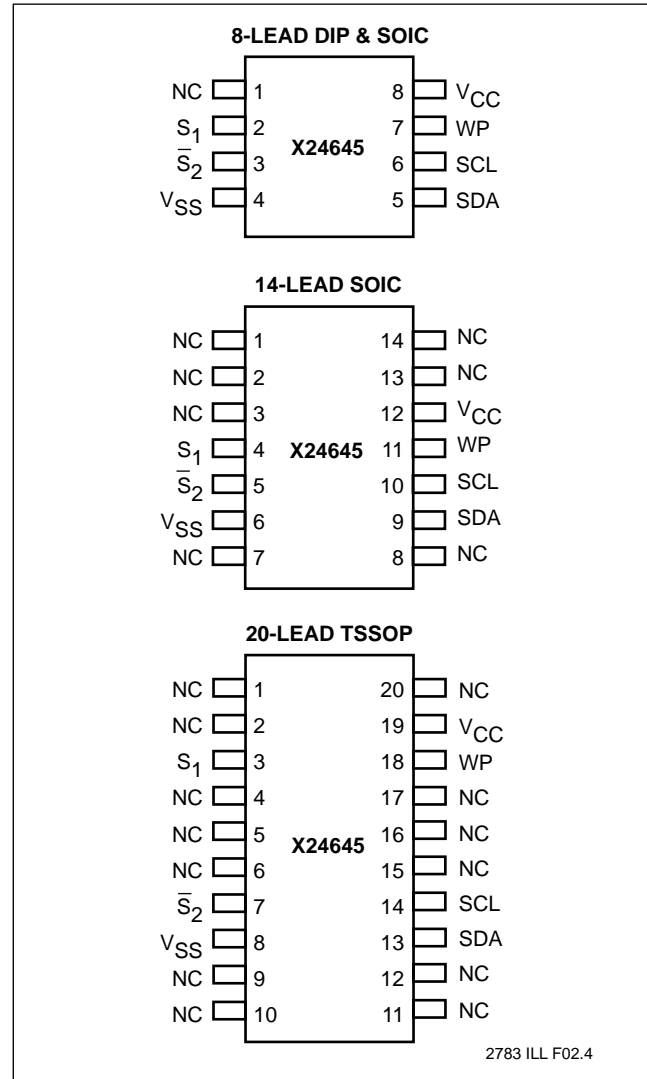 8-LEAD DIP & SOIC
NC 1 8 VCC
S1 2 7 WP
X24645
S̅2 3 6 SCL
VSS 4 5 SDA
14-LEAD SOIC
NC 1 14 NC
NC 2 13 NC
NC 3 12 VCC
S1 4 X24645 11 WP
S̅2 5 10 SCL
VSS 6 9 SDA
NC 7 8 NC
20-LEAD TSSOP
NC 1 20 NC
NC 2 19 VCC
S1 3 18 WP
NC 4 17 NC
NC 5 16 NC
X24645
NC 6 15 NC
S̅2 7 14 SCL
VSS 8 13 SDA
NC 9 12 NC
NC 10 11 NC
2783 ILL F02.4